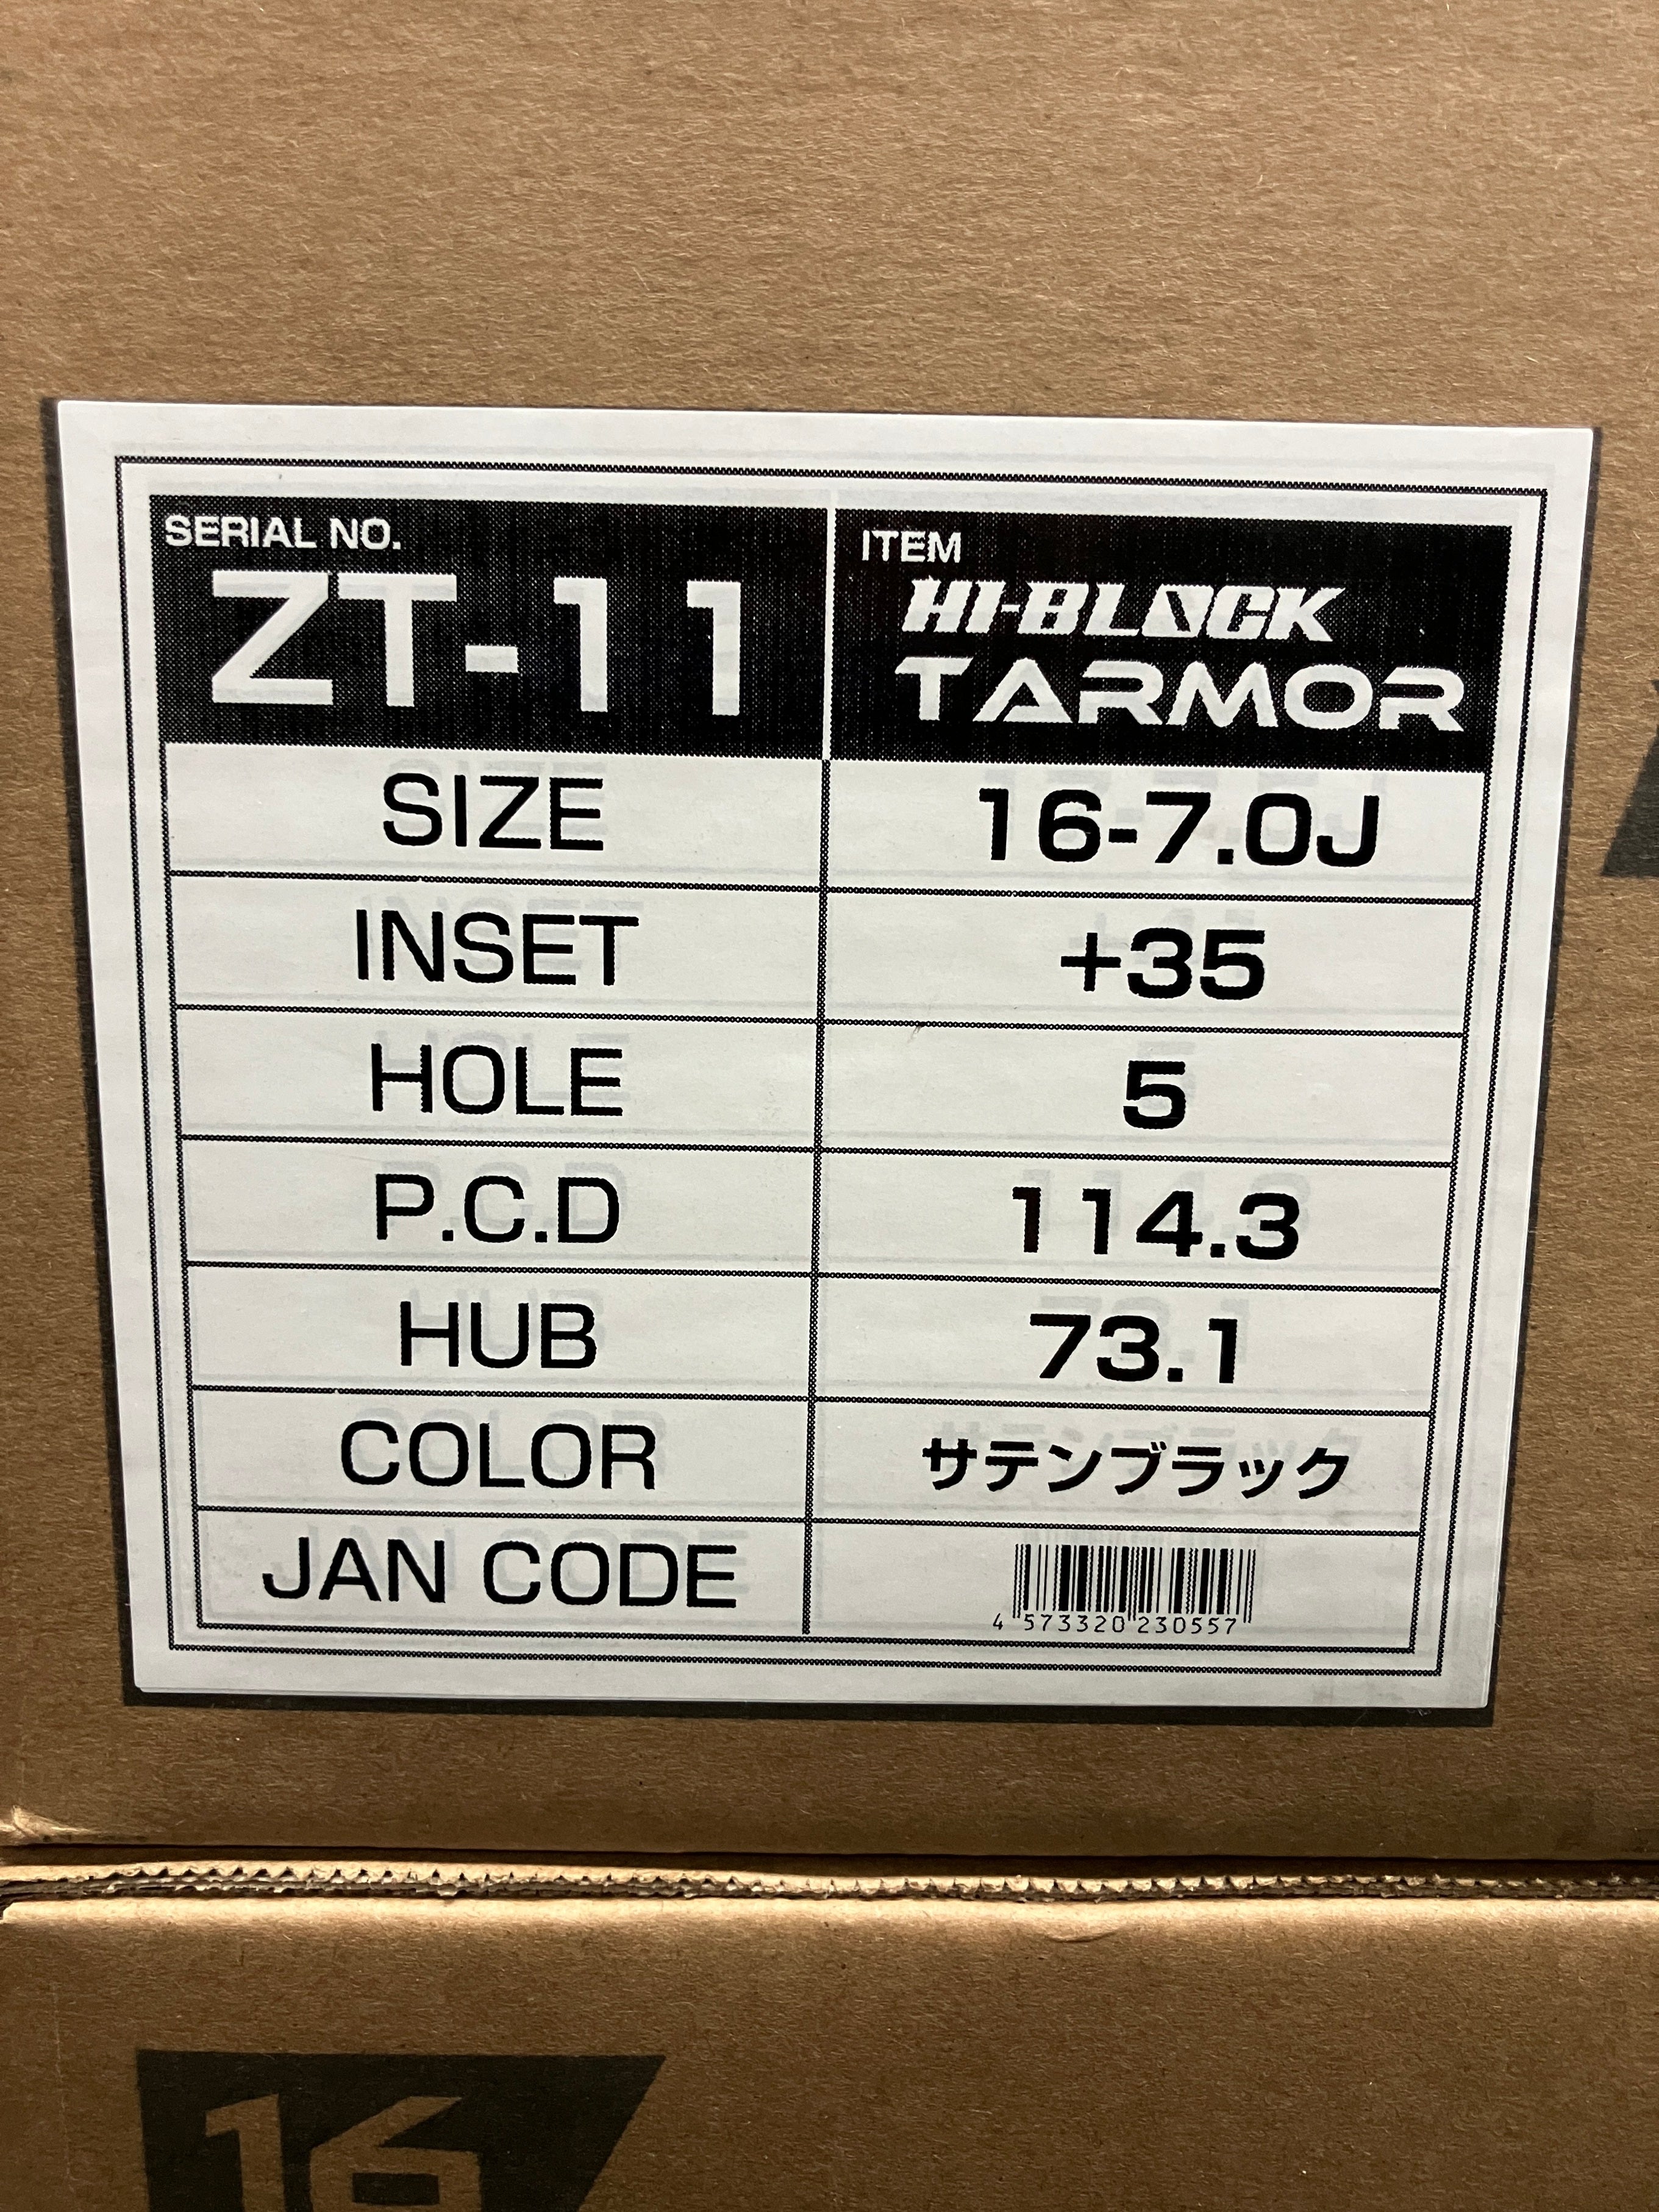 SERIAL NO.
ZT-11
ITEM
HI-BLOCK
TARMOR
SIZE 16-7.0J
INSET +35
HOLE 5
P.C.D 114.3
HUB 73.1
COLOR サテンブラック
JAN CODE
4 573320 230557
16